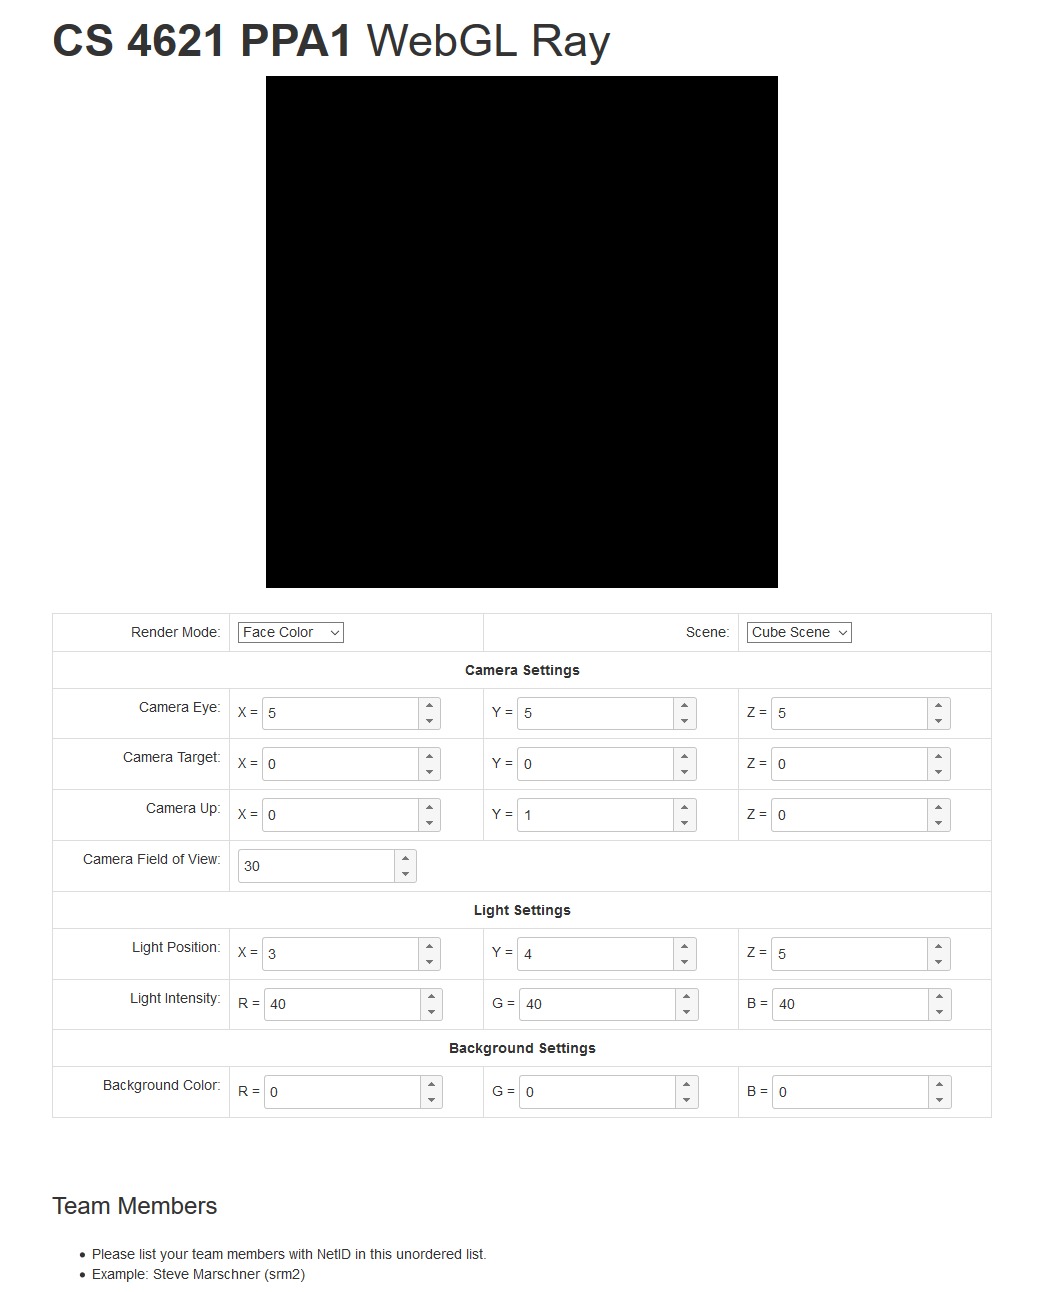 CS 4621 PPA1 WebGL Ray
Render Mode: Face Color Scene: Cube Scene
Camera Settings
Camera Eye: X = 5 Y = 5 Z = 5
Camera Target: X = 0 Y = 0 Z = 0
Camera Up: X = 0 Y = 1 Z = 0
Camera Field of View: 30
Light Settings
Light Position: X = 3 Y = 4 Z = 5
Light Intensity: R = 40 G = 40 B = 40
Background Settings
Background Color: R = 0 G = 0 B = 0
Team Members
• Please list your team members with NetID in this unordered list.
• Example: Steve Marschner (srm2)